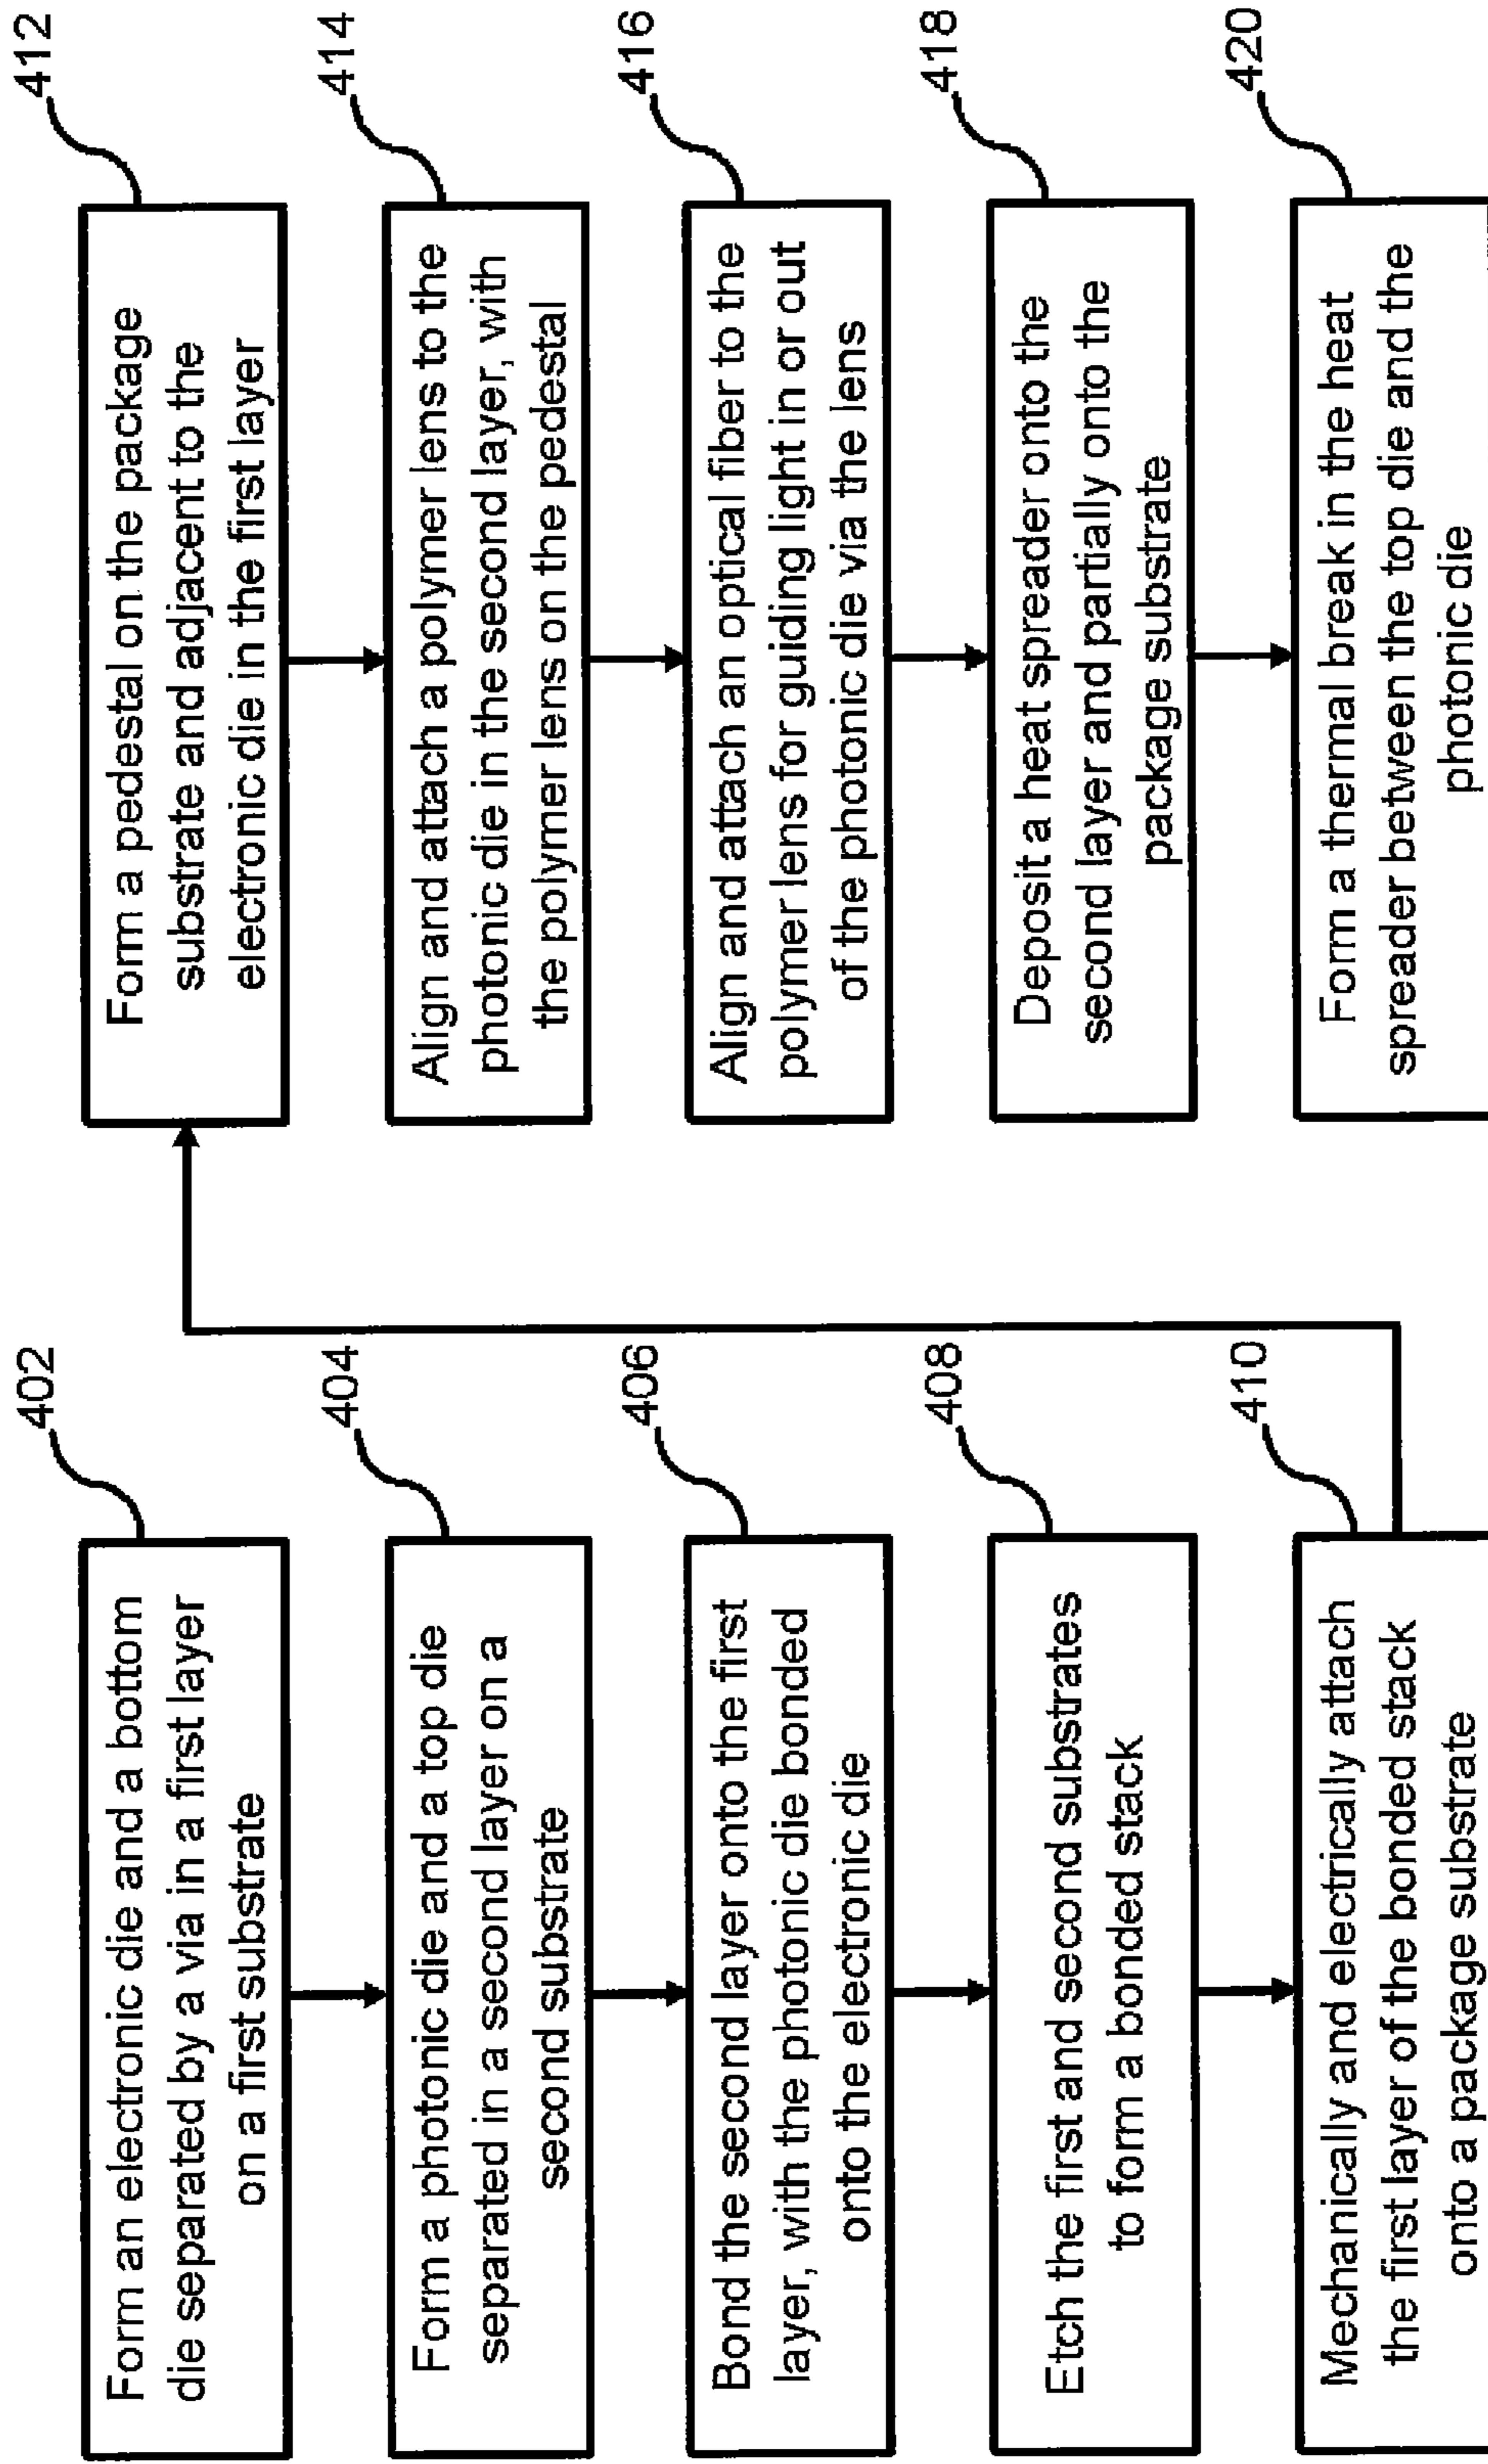 402
Form an electronic die and a bottom
die separated by a via in a first layer
on a first substrate
404
Form a photonic die and a top die
separated in a second layer on a
second substrate
406
Bond the second layer onto the first
layer, with the photonic die bonded
onto the electronic die
408
Etch the first and second substrates
to form a bonded stack
410
Mechanically and electrically attach
the first layer of the bonded stack
onto a package substrate
412
Form a pedestal on the package
substrate and adjacent to the
electronic die in the first layer
414
Align and attach a polymer lens to the
photonic die in the second layer, with
the polymer lens on the pedestal
416
Align and attach an optical fiber to the
polymer lens for guiding light in or out
of the photonic die via the lens
418
Deposit a heat spreader onto the
second layer and partially onto the
package substrate
420
Form a thermal break in the heat
spreader between the top die and the
photonic die